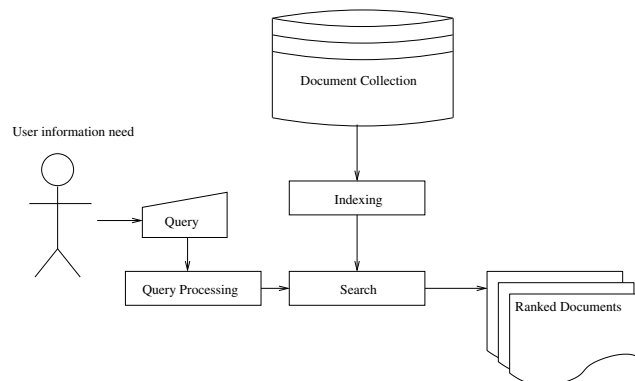 Document Collection
User information need
Indexing
Query
Query Processing
Search
Ranked Documents